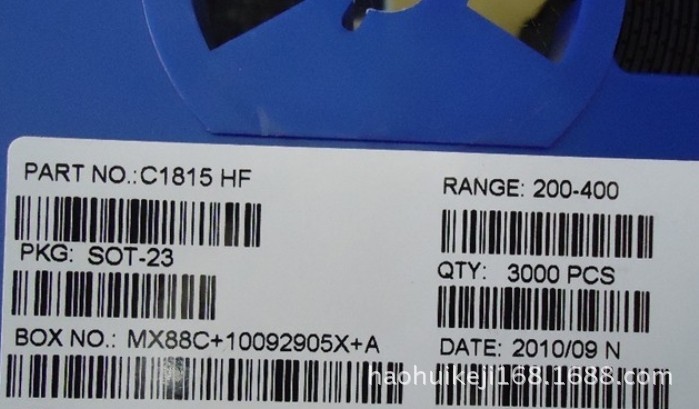 PART NO.:C1815 HF
RANGE: 200-400
PKG: SOT-23
QTY: 3000 PCS
BOX NO.: MX88C+10092905X+A
DATE: 2010/09 N
haohuikeji168.1688.com